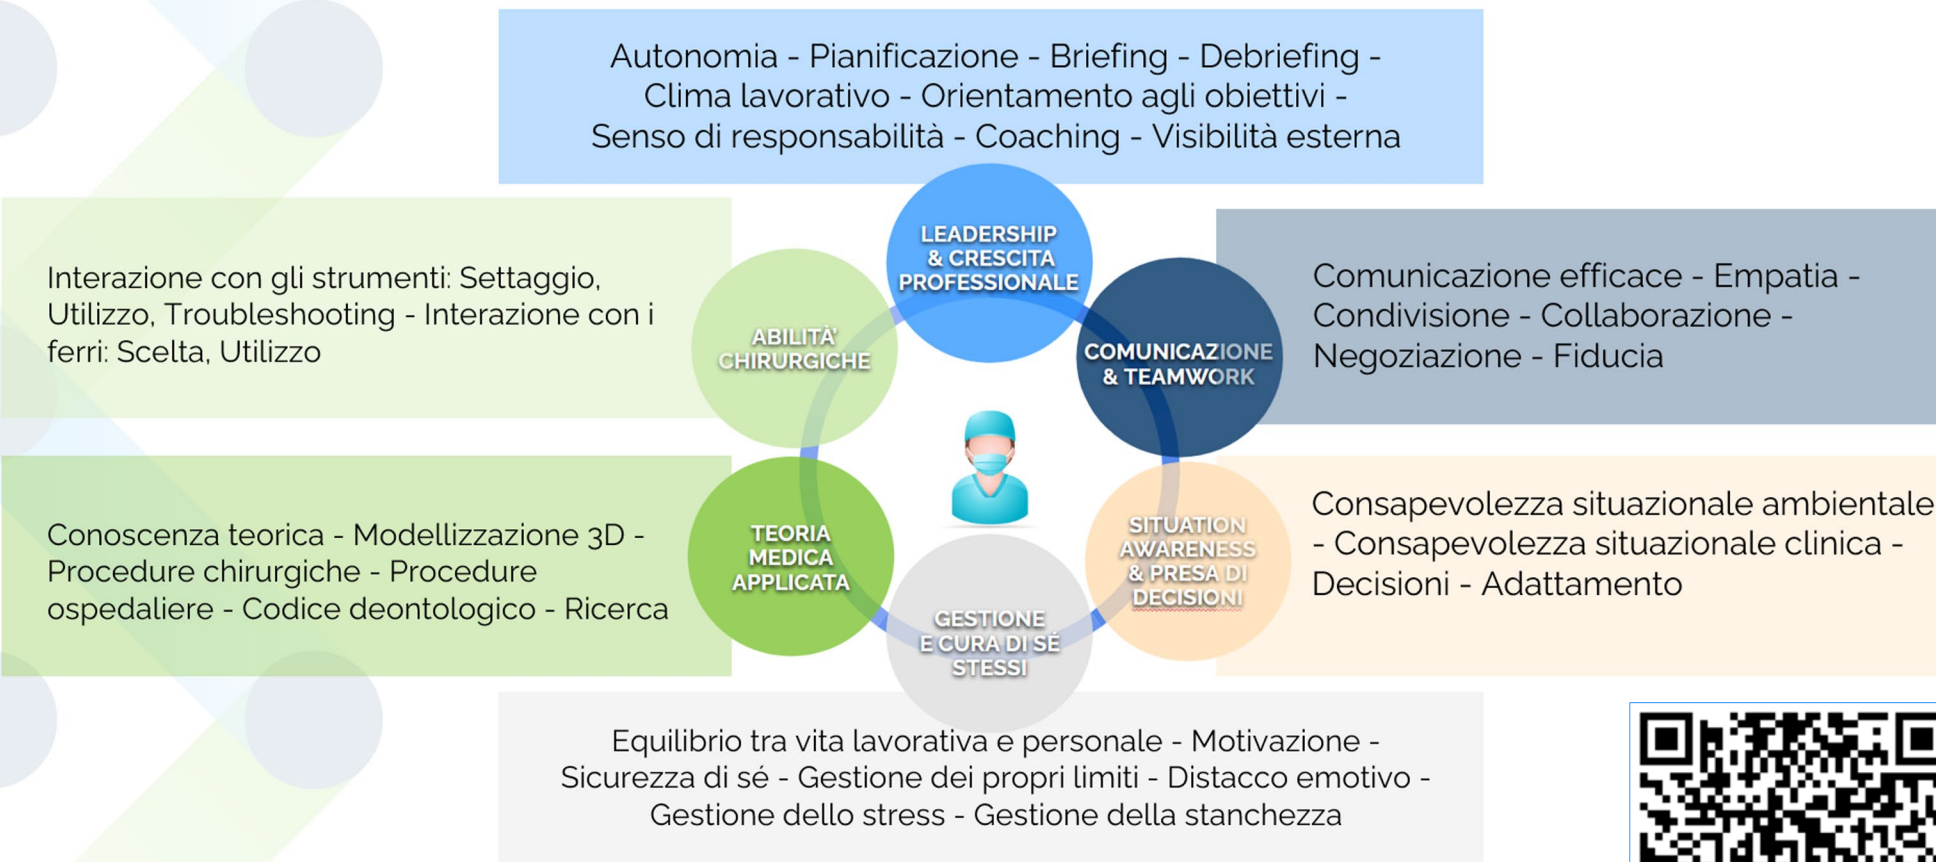 Autonomia - Pianificazione - Briefing - Debriefing -
Clima lavorativo - Orientamento agli obiettivi -
Senso di responsabilità - Coaching - Visibilità esterna
LEADERSHIP
& CRESCITA
PROFESSIONALE
Interazione con gli strumenti: Settaggio,
Utilizzo, Troubleshooting - Interazione con i
ferri: Scelta, Utilizzo
ABILITÀ'
CHIRURGICHE
COMUNICAZIONE
& TEAMWORK
Comunicazione efficace - Empatia -
Condivisione - Collaborazione -
Negoziazione - Fiducia
Conoscenza teorica - Modellizzazione 3D -
Procedure chirurgiche - Procedure
ospedaliere - Codice deontologico - Ricerca
TEORIA
MEDICA
APPLICATA
SITUATION
AWARENESS
& PRESA DI
DECISIONI
Consapevolezza situazionale ambientale
- Consapevolezza situazionale clinica -
Decisioni - Adattamento
GESTIONE
E CURA DI SÉ
STESSI
Equilibrio tra vita lavorativa e personale - Motivazione -
Sicurezza di sé - Gestione dei propri limiti - Distacco emotivo -
Gestione dello stress - Gestione della stanchezza